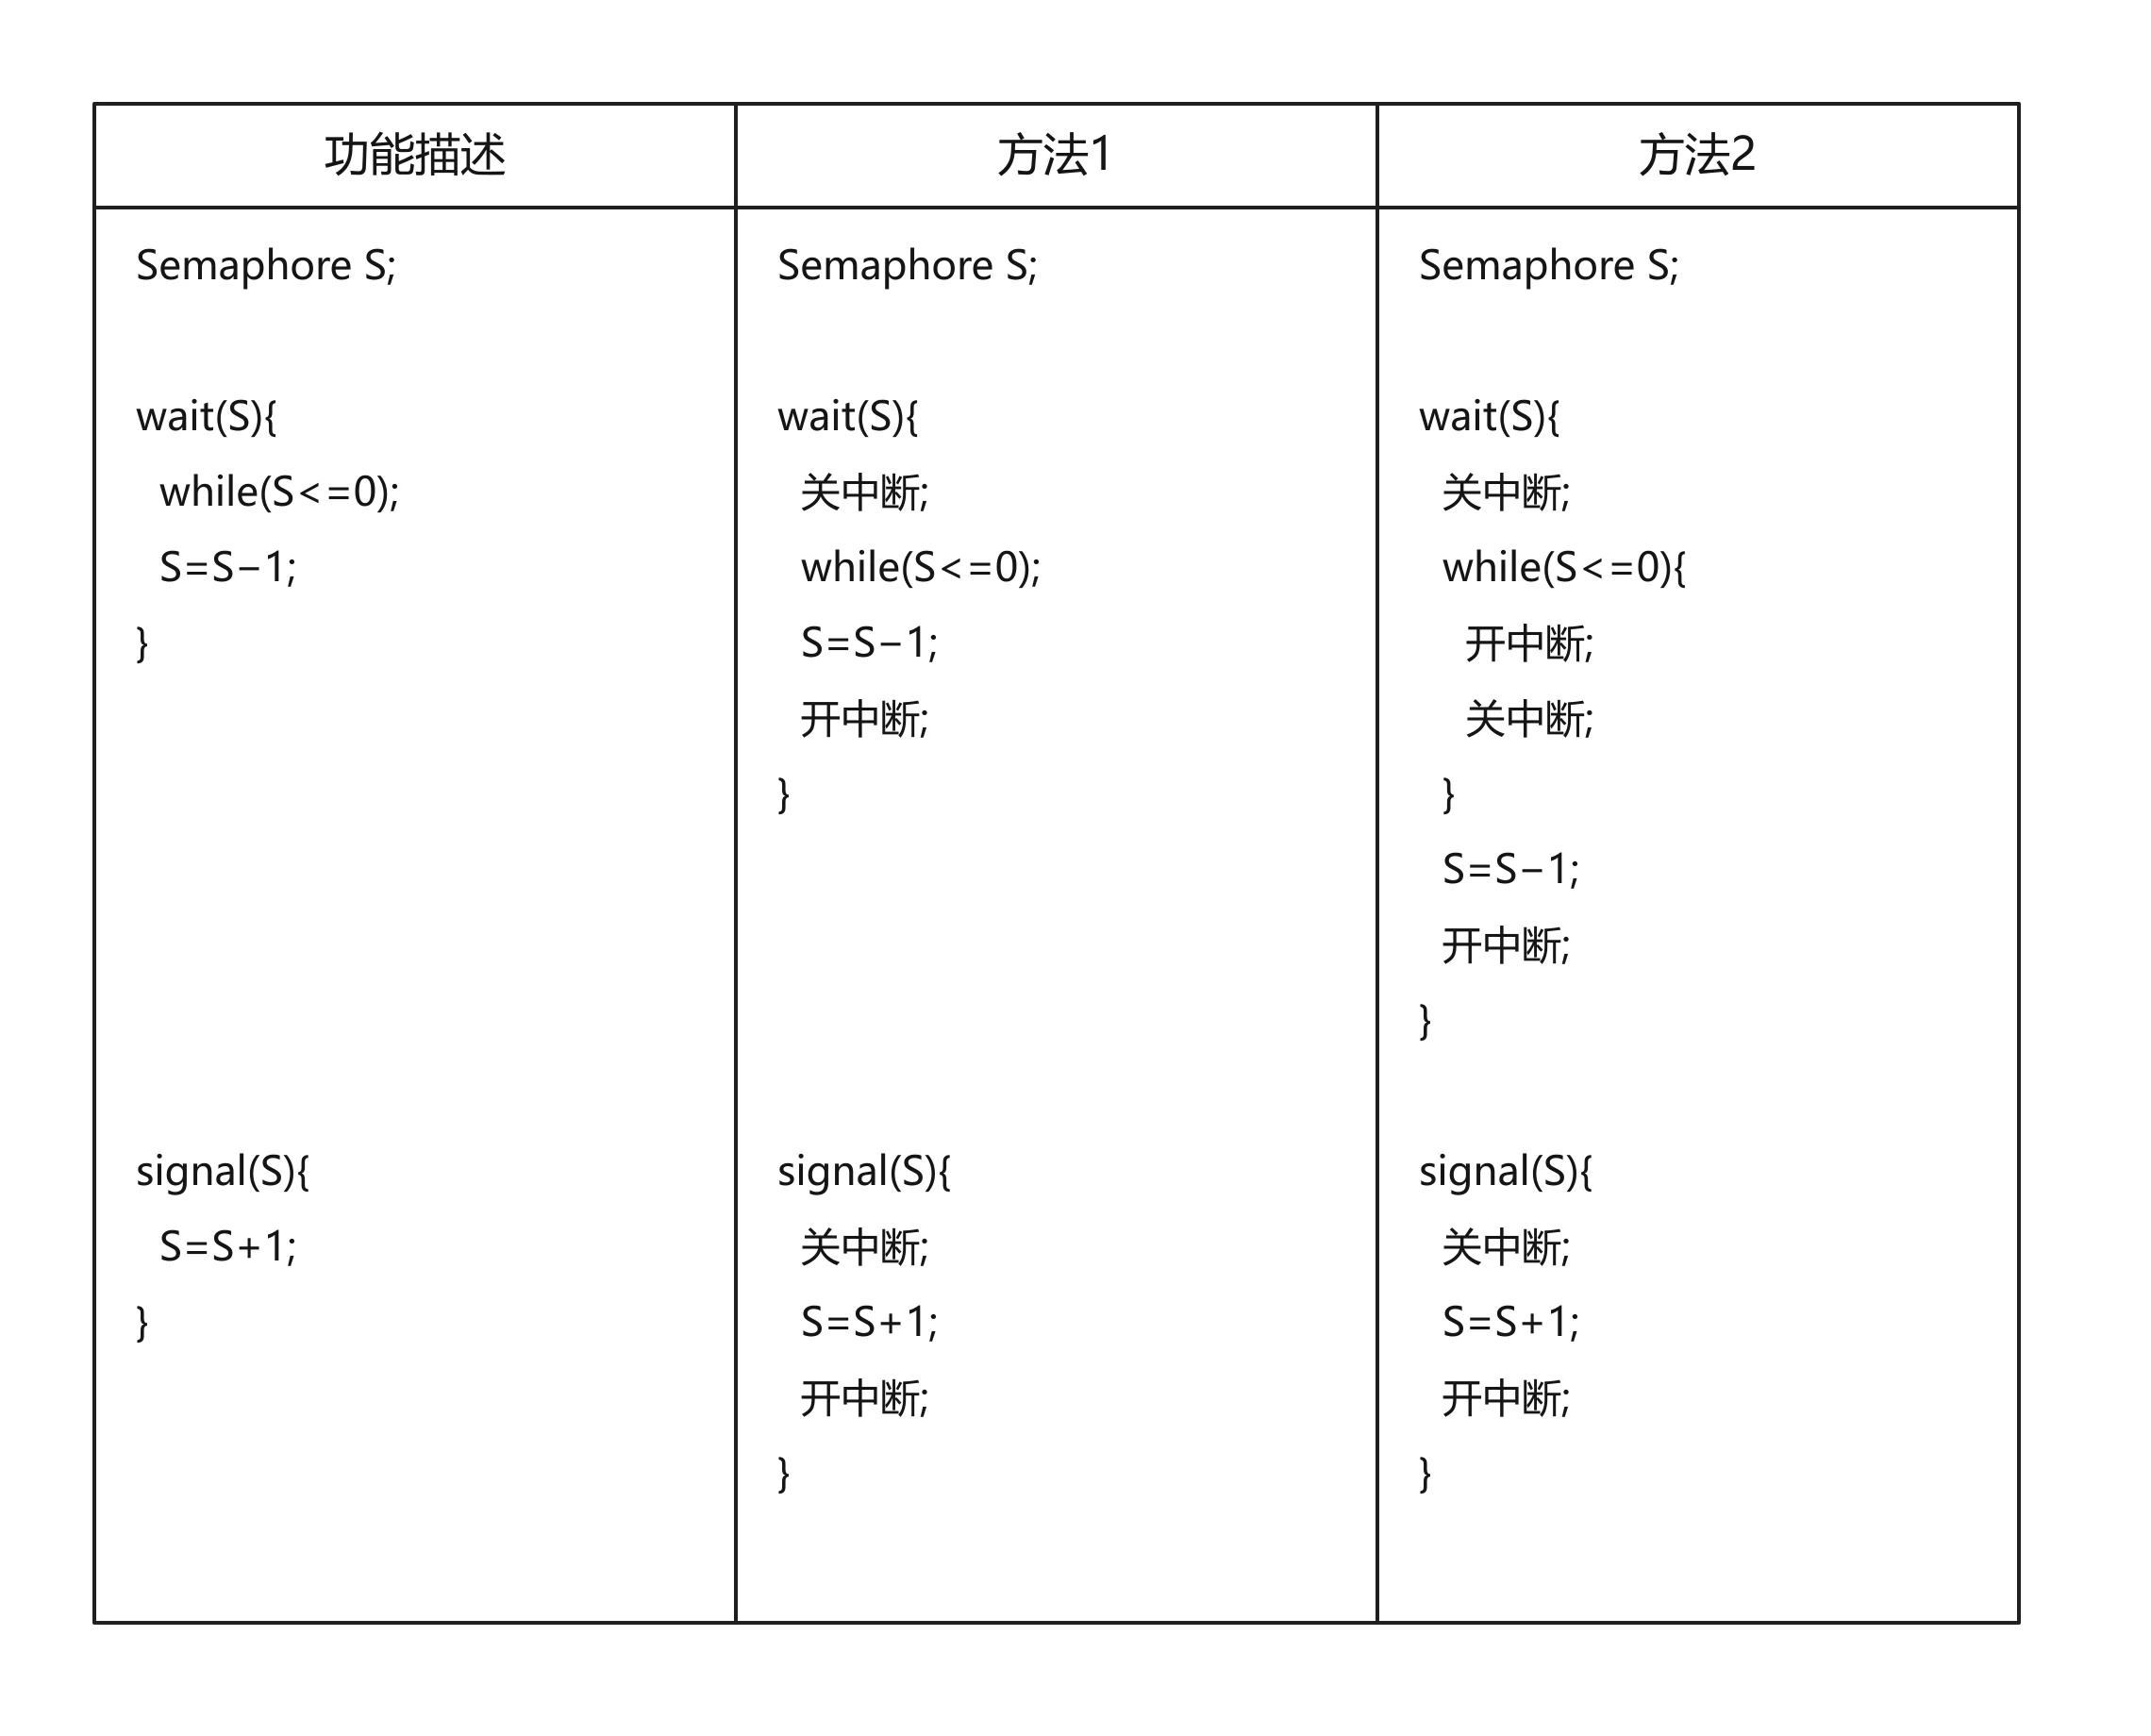 功能描述
方法1
方法2
Semaphore S;
wait(S){
while(S<=0);
S=S−1;
}
signal(S){
S=S+1;
}
Semaphore S;
wait(S){
关中断;
while(S<=0);
S=S−1;
开中断;
}
signal(S){
关中断;
S=S+1;
开中断;
}
Semaphore S;
wait(S){
关中断;
while(S<=0){
开中断;
关中断;
}
S=S−1;
开中断;
}
signal(S){
关中断;
S=S+1;
开中断;
}